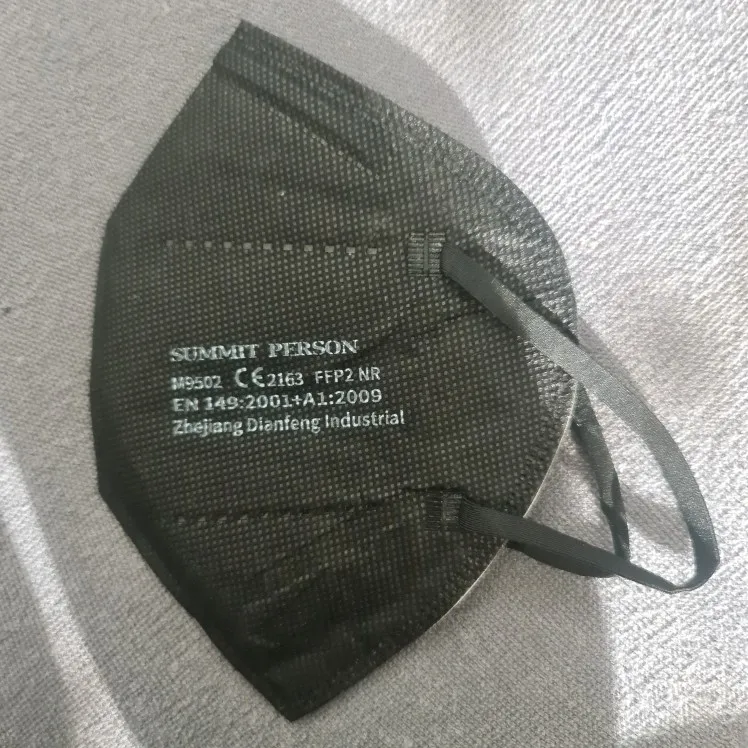 SUMMIT PERSON
M9502 CE2163 FFP2 NR
EN 149:2001+A1:2009
Zhejiang Dianfeng Industrial